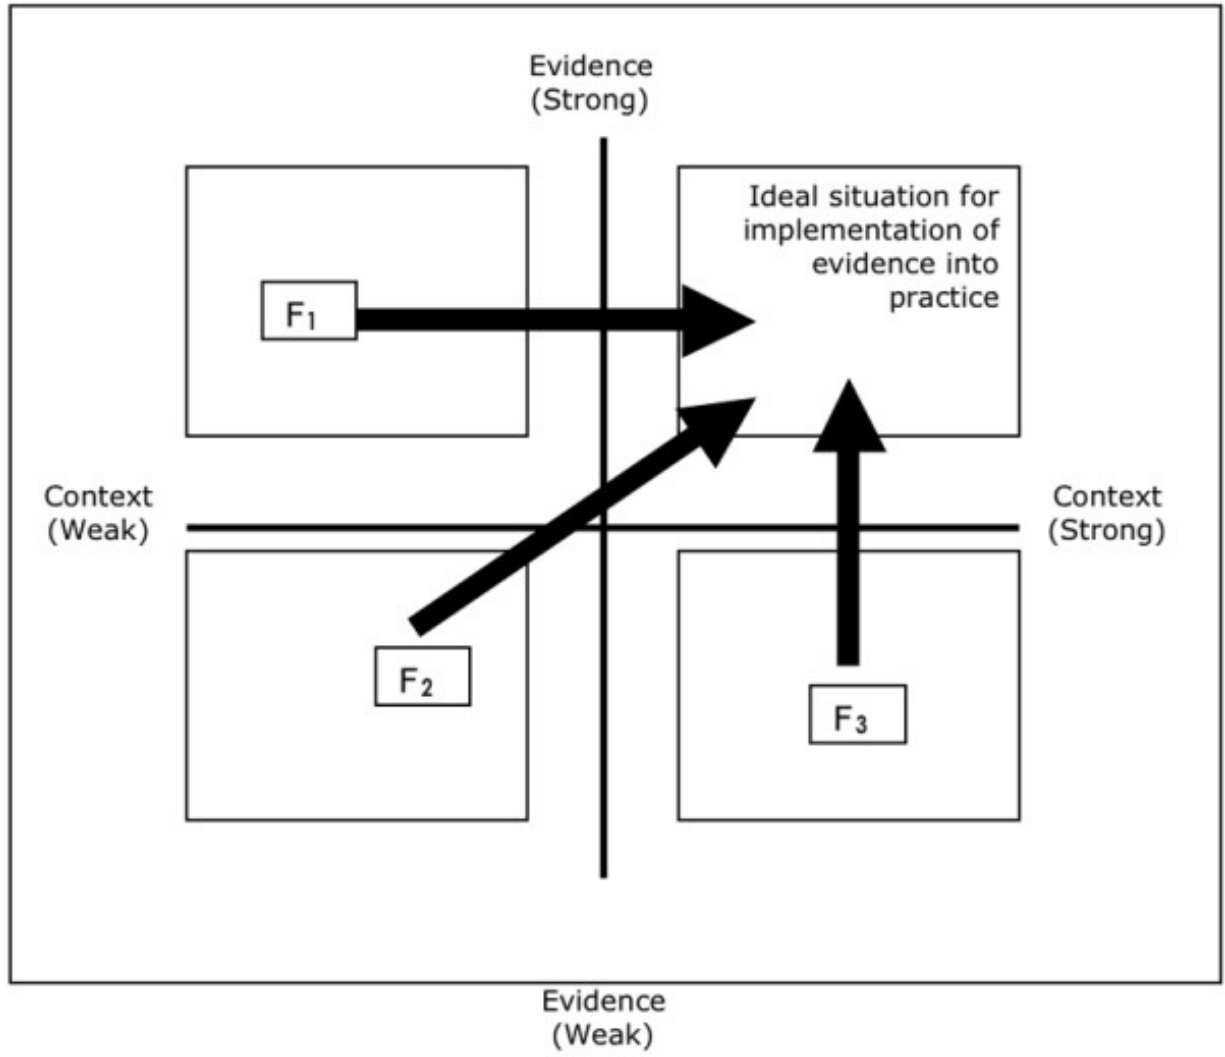 Evidence
(Strong)
Ideal situation for
implementation of
evidence into
practice
F₁
Context
(Weak)
Context
(Strong)
F₂
F₃
Evidence
(Weak)